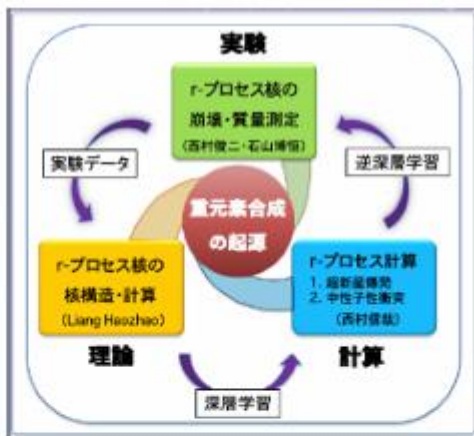 実験
r-プロセス核の
崩壊・質量測定
(西村俊二・石山博恒)
実験データ
逆深層学習
重元素合成
の起源
r-プロセス核の
核構造・計算
(Liang Haozhao)
理論
r-プロセス計算
1. 超新星爆発
2. 中性子星衝突
(西村信哉)
計算
深層学習